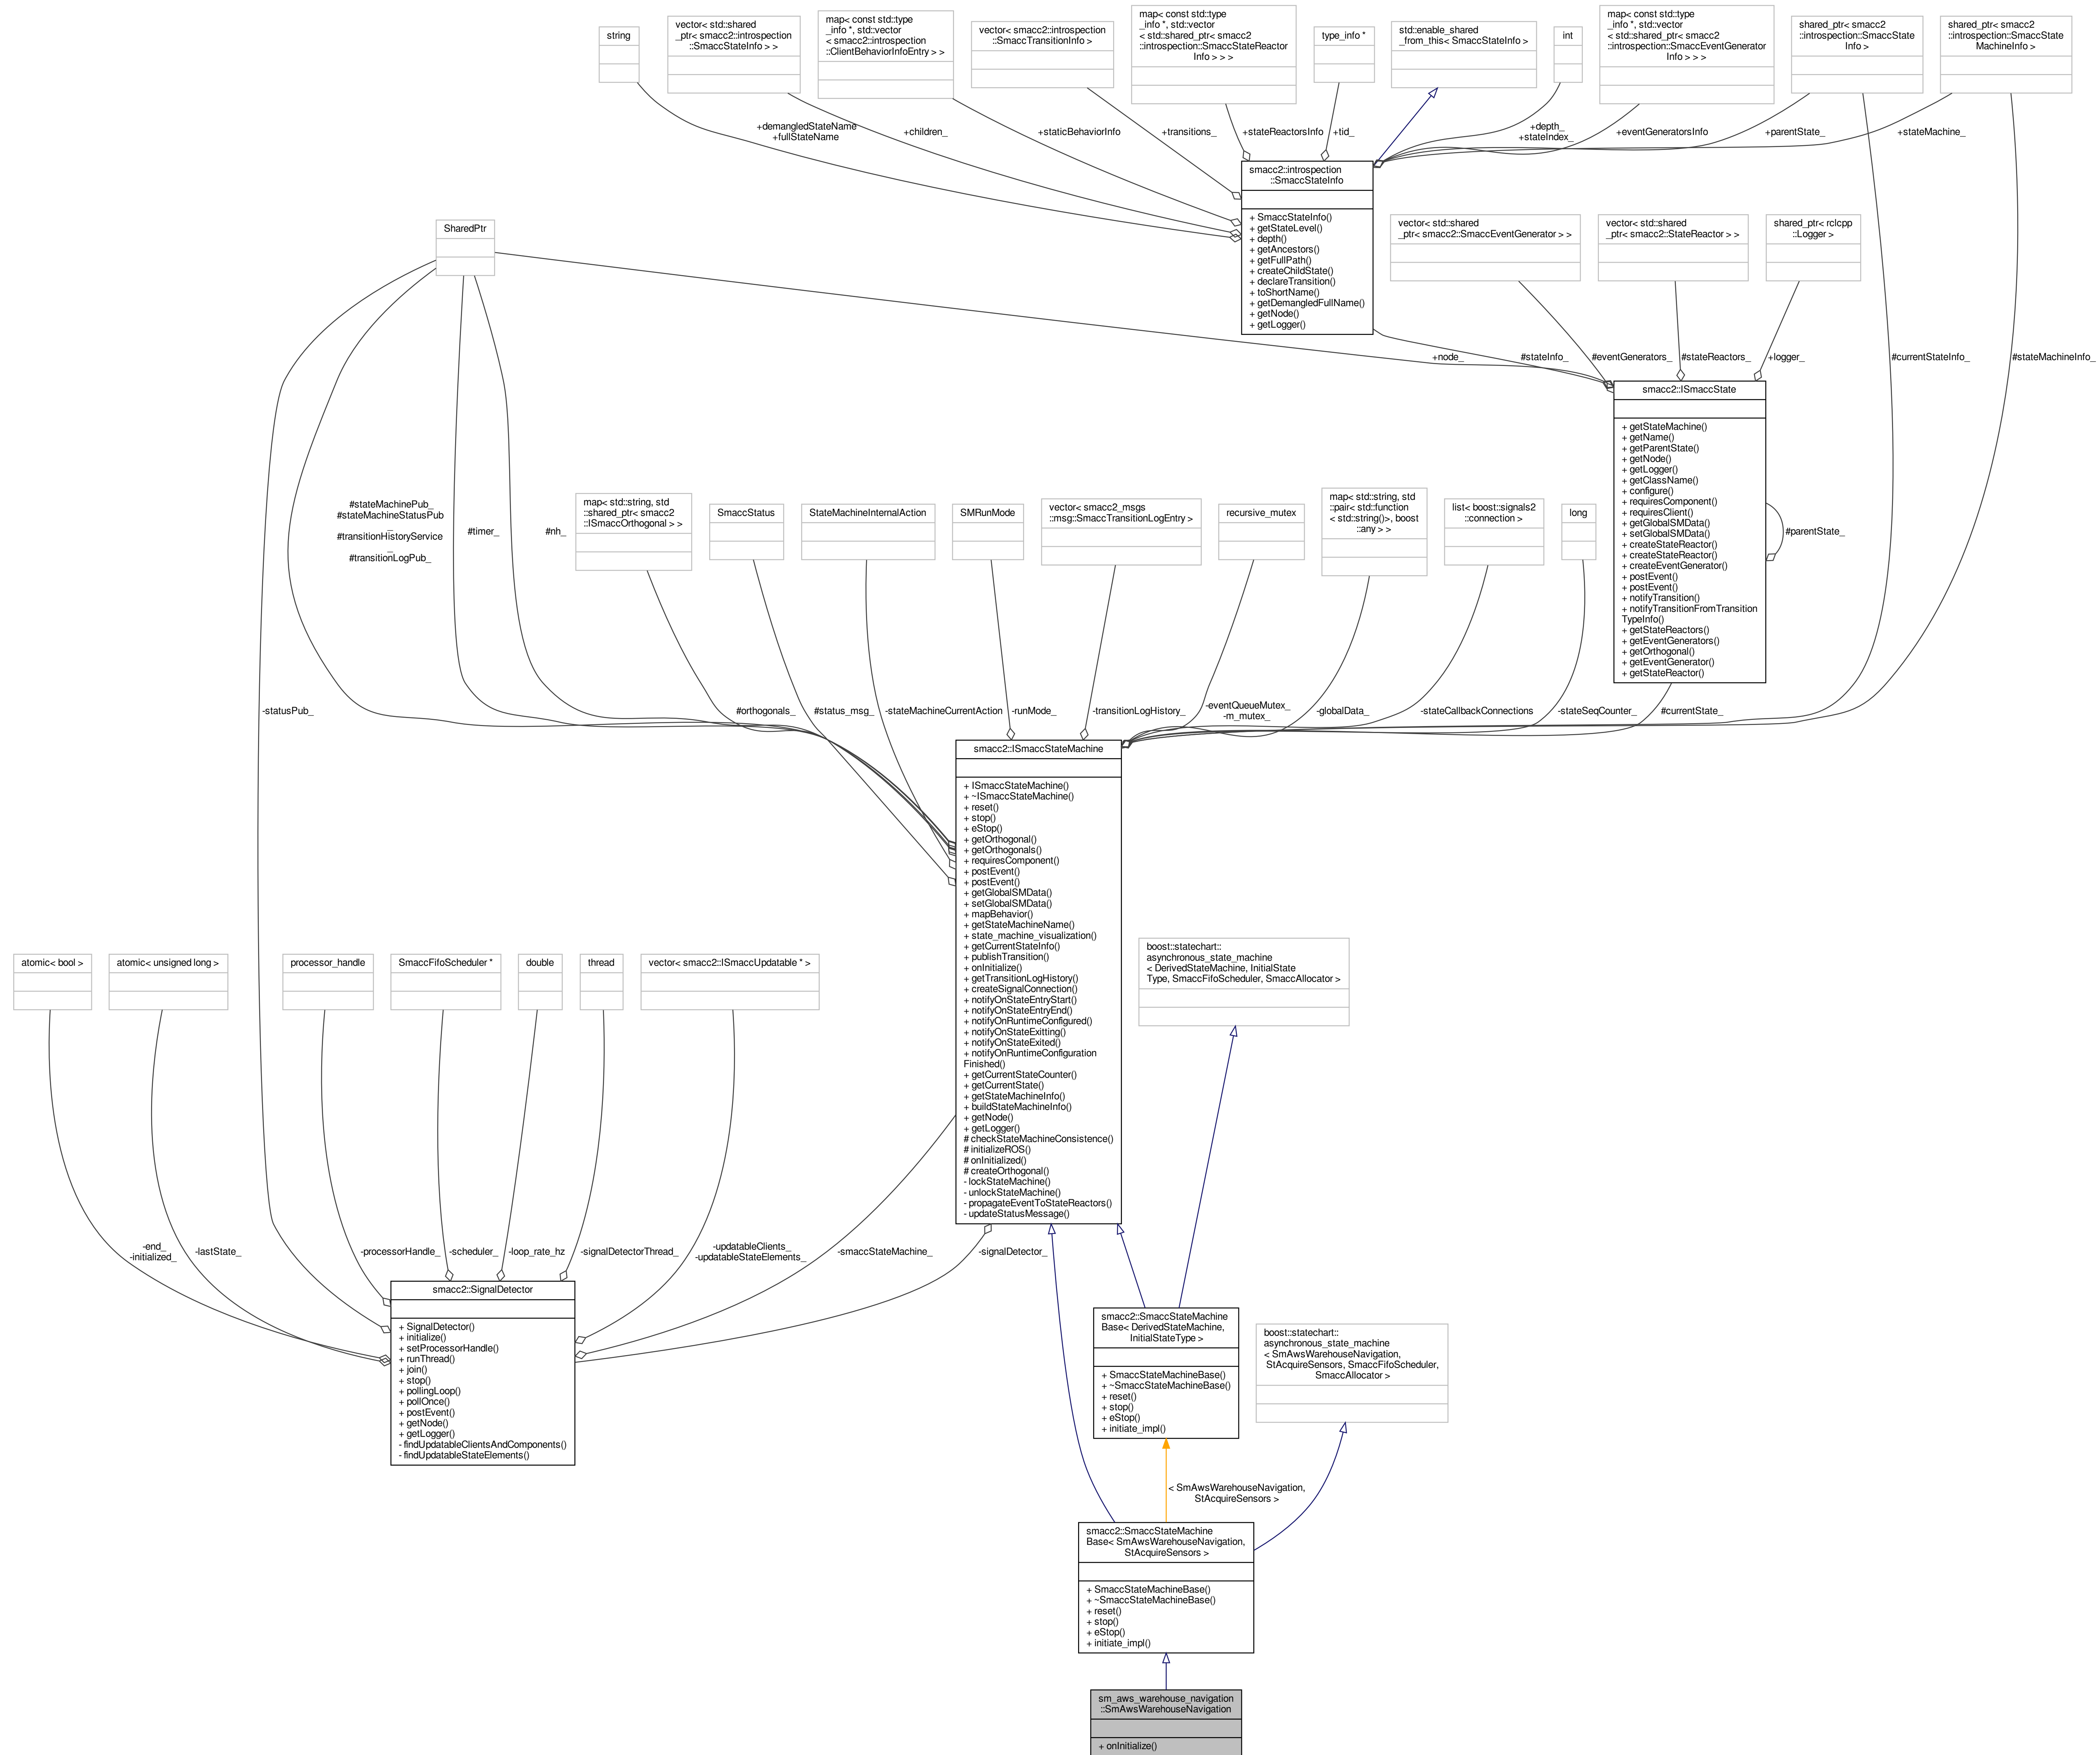 string
vector< std::shared
_ptr< smacc2::introspection
::SmaccStateInfo > >
map< const std::type
_info *, std::vector
< smacc2::introspection
::ClientBehaviorInfoEntry > >
vector< smacc2::introspection
::SmaccTransitionInfo >
map< const std::type
_info *, std::vector
< std::shared_ptr< smacc2
::introspection::SmaccStateReactor
Info > > >
type_info *
std::enable_shared
_from_this< SmaccStateInfo >
int
map< const std::type
_info *, std::vector
< std::shared_ptr< smacc2
::introspection::SmaccEventGenerator
Info > > >
shared_ptr< smacc2
::introspection::SmaccState
Info >
shared_ptr< smacc2
::introspection::SmaccState
MachineInfo >
+demangledStateName
+fullStateName
+children_
+staticBehaviorInfo
+transitions_
+stateReactorsInfo
+tid_
+depth_
+stateIndex_
+eventGeneratorsInfo
+parentState_
+stateMachine_
smacc2::introspection
::SmaccStateInfo
+ SmaccStateInfo()
+ getStateLevel()
+ depth()
+ getAncestors()
+ getFullPath()
+ createChildState()
+ declareTransition()
+ toShortName()
+ getDemangledFullName()
+ getNode()
+ getLogger()
SharedPtr
vector< std::shared
_ptr< smacc2::SmaccEventGenerator > >
vector< std::shared
_ptr< smacc2::StateReactor > >
shared_ptr< rclcpp
::Logger >
+node_
#stateInfo_
#eventGenerators_
#stateReactors_
+logger_
#currentStateInfo_
#stateMachineInfo_
smacc2::ISmaccState
+ getStateMachine()
+ getName()
+ getParentState()
+ getNode()
+ getLogger()
+ getClassName()
+ configure()
+ requiresComponent()
+ requiresClient()
+ getGlobalSMData()
+ setGlobalSMData()
+ createStateReactor()
+ createStateReactor()
+ createEventGenerator()
+ postEvent()
+ postEvent()
+ notifyTransition()
+ notifyTransitionFromTransition
TypeInfo()
+ getStateReactors()
+ getEventGenerators()
+ getOrthogonal()
+ getEventGenerator()
+ getStateReactor()
#parentState_
#stateMachinePub_
#stateMachineStatusPub
_
#transitionHistoryService
_
#transitionLogPub_
#timer_
#nh_
map< std::string, std
::shared_ptr< smacc2
::ISmaccOrthogonal > >
SmaccStatus
StateMachineInternalAction
SMRunMode
vector< smacc2_msgs
::msg::SmaccTransitionLogEntry >
recursive_mutex
map< std::string, std
::pair< std::function
< std::string()>, boost
::any > >
list< boost::signals2
::connection >
long
-statusPub_
#orthogonals_
#status_msg_
-stateMachineCurrentAction
-runMode_
-transitionLogHistory_
-eventQueueMutex_
-m_mutex_
-globalData_
-stateCallbackConnections
-stateSeqCounter_
#currentState_
smacc2::ISmaccStateMachine
+ ISmaccStateMachine()
+ ~ISmaccStateMachine()
+ reset()
+ stop()
+ eStop()
+ getOrthogonal()
+ getOrthogonals()
+ requiresComponent()
+ postEvent()
+ postEvent()
+ getGlobalSMData()
+ setGlobalSMData()
+ mapBehavior()
+ getStateMachineName()
+ state_machine_visualization()
+ getCurrentStateInfo()
+ publishTransition()
+ onInitialize()
+ getTransitionLogHistory()
+ createSignalConnection()
+ notifyOnStateEntryStart()
+ notifyOnStateEntryEnd()
+ notifyOnRuntimeConfigured()
+ notifyOnStateExitting()
+ notifyOnStateExited()
+ notifyOnRuntimeConfiguration
Finished()
+ getCurrentStateCounter()
+ getCurrentState()
+ getStateMachineInfo()
+ buildStateMachineInfo()
+ getNode()
+ getLogger()
# checkStateMachineConsistence()
# initializeROS()
# onInitialized()
# createOrthogonal()
- lockStateMachine()
- unlockStateMachine()
- propagateEventToStateReactors()
- updateStatusMessage()
atomic< bool >
atomic< unsigned long >
processor_handle
SmaccFifoScheduler *
double
thread
vector< smacc2::ISmaccUpdatable * >
boost::statechart::
asynchronous_state_machine
< DerivedStateMachine, InitialState
Type, SmaccFifoScheduler, SmaccAllocator >
-end_
-initialized_
-lastState_
-processorHandle_
-scheduler_
-loop_rate_hz
-signalDetectorThread_
-updatableClients_
-updatableStateElements_
-smaccStateMachine_
-signalDetector_
smacc2::SignalDetector
+ SignalDetector()
+ initialize()
+ setProcessorHandle()
+ runThread()
+ join()
+ stop()
+ pollingLoop()
+ pollOnce()
+ postEvent()
+ getNode()
+ getLogger()
- findUpdatableClientsAndComponents()
- findUpdatableStateElements()
smacc2::SmaccStateMachine
Base< DerivedStateMachine,
InitialStateType >
+ SmaccStateMachineBase()
+ ~SmaccStateMachineBase()
+ reset()
+ stop()
+ eStop()
+ initiate_impl()
boost::statechart::
asynchronous_state_machine
< SmAwsWarehouseNavigation,
StAcquireSensors, SmaccFifoScheduler,
SmaccAllocator >
< SmAwsWarehouseNavigation,
StAcquireSensors >
smacc2::SmaccStateMachine
Base< SmAwsWarehouseNavigation,
StAcquireSensors >
+ SmaccStateMachineBase()
+ ~SmaccStateMachineBase()
+ reset()
+ stop()
+ eStop()
+ initiate_impl()
sm_aws_warehouse_navigation
::SmAwsWarehouseNavigation
+ onInitialize()